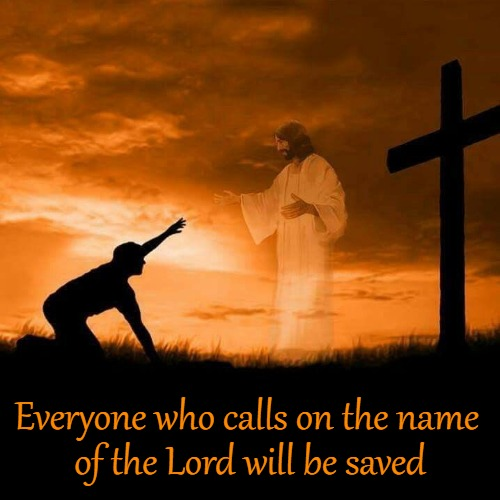 Everyone who calls on the name
of the Lord will be saved